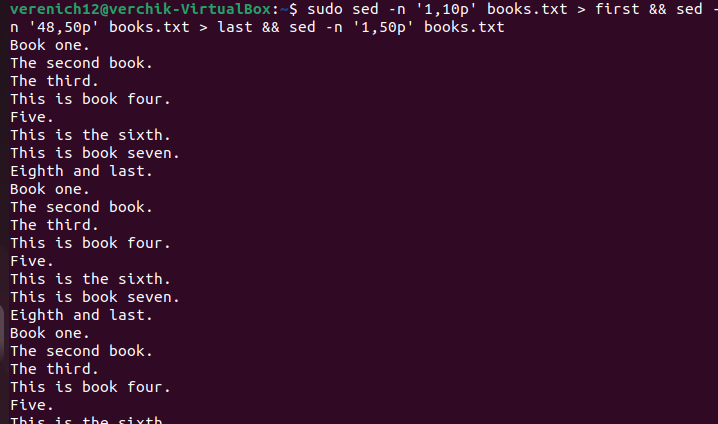 verenich12@verchik-VirtualBox:~$ sudo sed -n '1,10p' books.txt > first && sed -
n '48,50p' books.txt > last && sed -n '1,50p' books.txt
Book one.
The second book.
The third.
This is book four.
Five.
This is the sixth.
This is book seven.
Eighth and last.
Book one.
The second book.
The third.
This is book four.
Five.
This is the sixth.
This is book seven.
Eighth and last.
Book one.
The second book.
The third.
This is book four.
Five.
This is the sixth